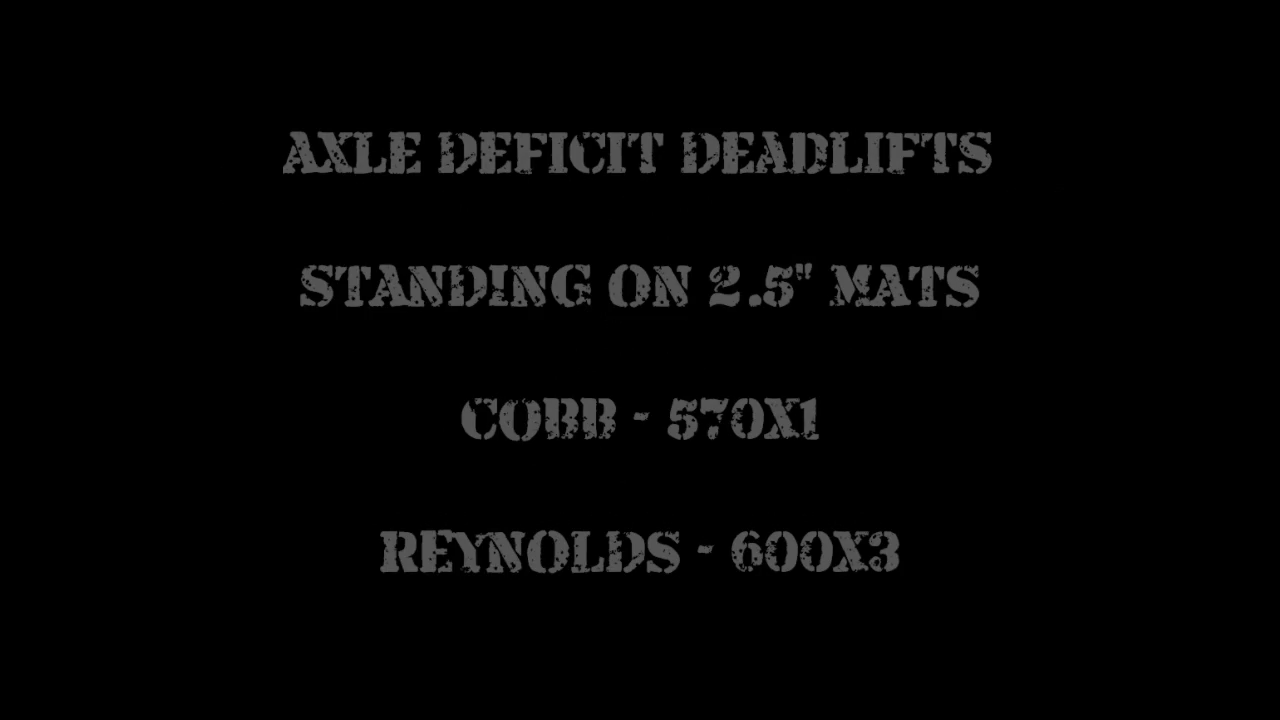 AXLE DEFICIT DEADLIFTS
STANDING ON 2.5" MATS
COBB - 570X1
REYNOLDS - 600X3